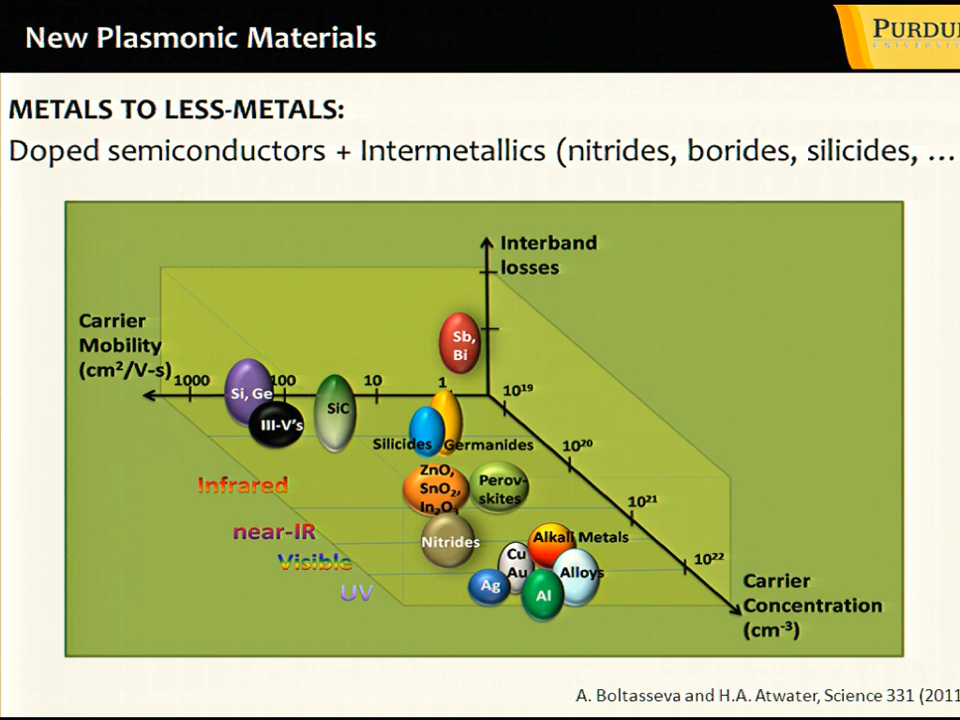 New Plasmonic Materials
PURDU
UNIVERSITY
METALS TO LESS-METALS:
Doped semiconductors + Intermetallics (nitrides, borides, silicides, …
Interband
losses
Carrier
Mobility
(cm²/V-s)
1000
100
10
1
Sb,
Bi
Si, Ge
III-V's
SiC
10¹⁹
Silicides
Germanides
10²⁰
ZnO,
SnO₂,
In₂O₃
Perov-
skites
Infrared
10²¹
near-IR
Nitrides
Alkali Metals
Visible
Cu
Au
Alloys
10²²
UV
Ag
Al
Carrier
Concentration
(cm⁻³)
A. Boltasseva and H.A. Atwater, Science 331 (2011